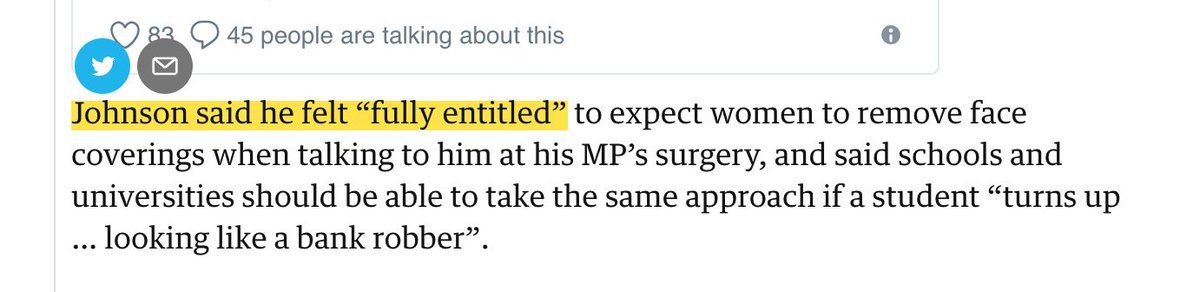 83 45 people are talking about this
Johnson said he felt “fully entitled” to expect women to remove face
coverings when talking to him at his MP’s surgery, and said schools and
universities should be able to take the same approach if a student “turns up
... looking like a bank robber”.